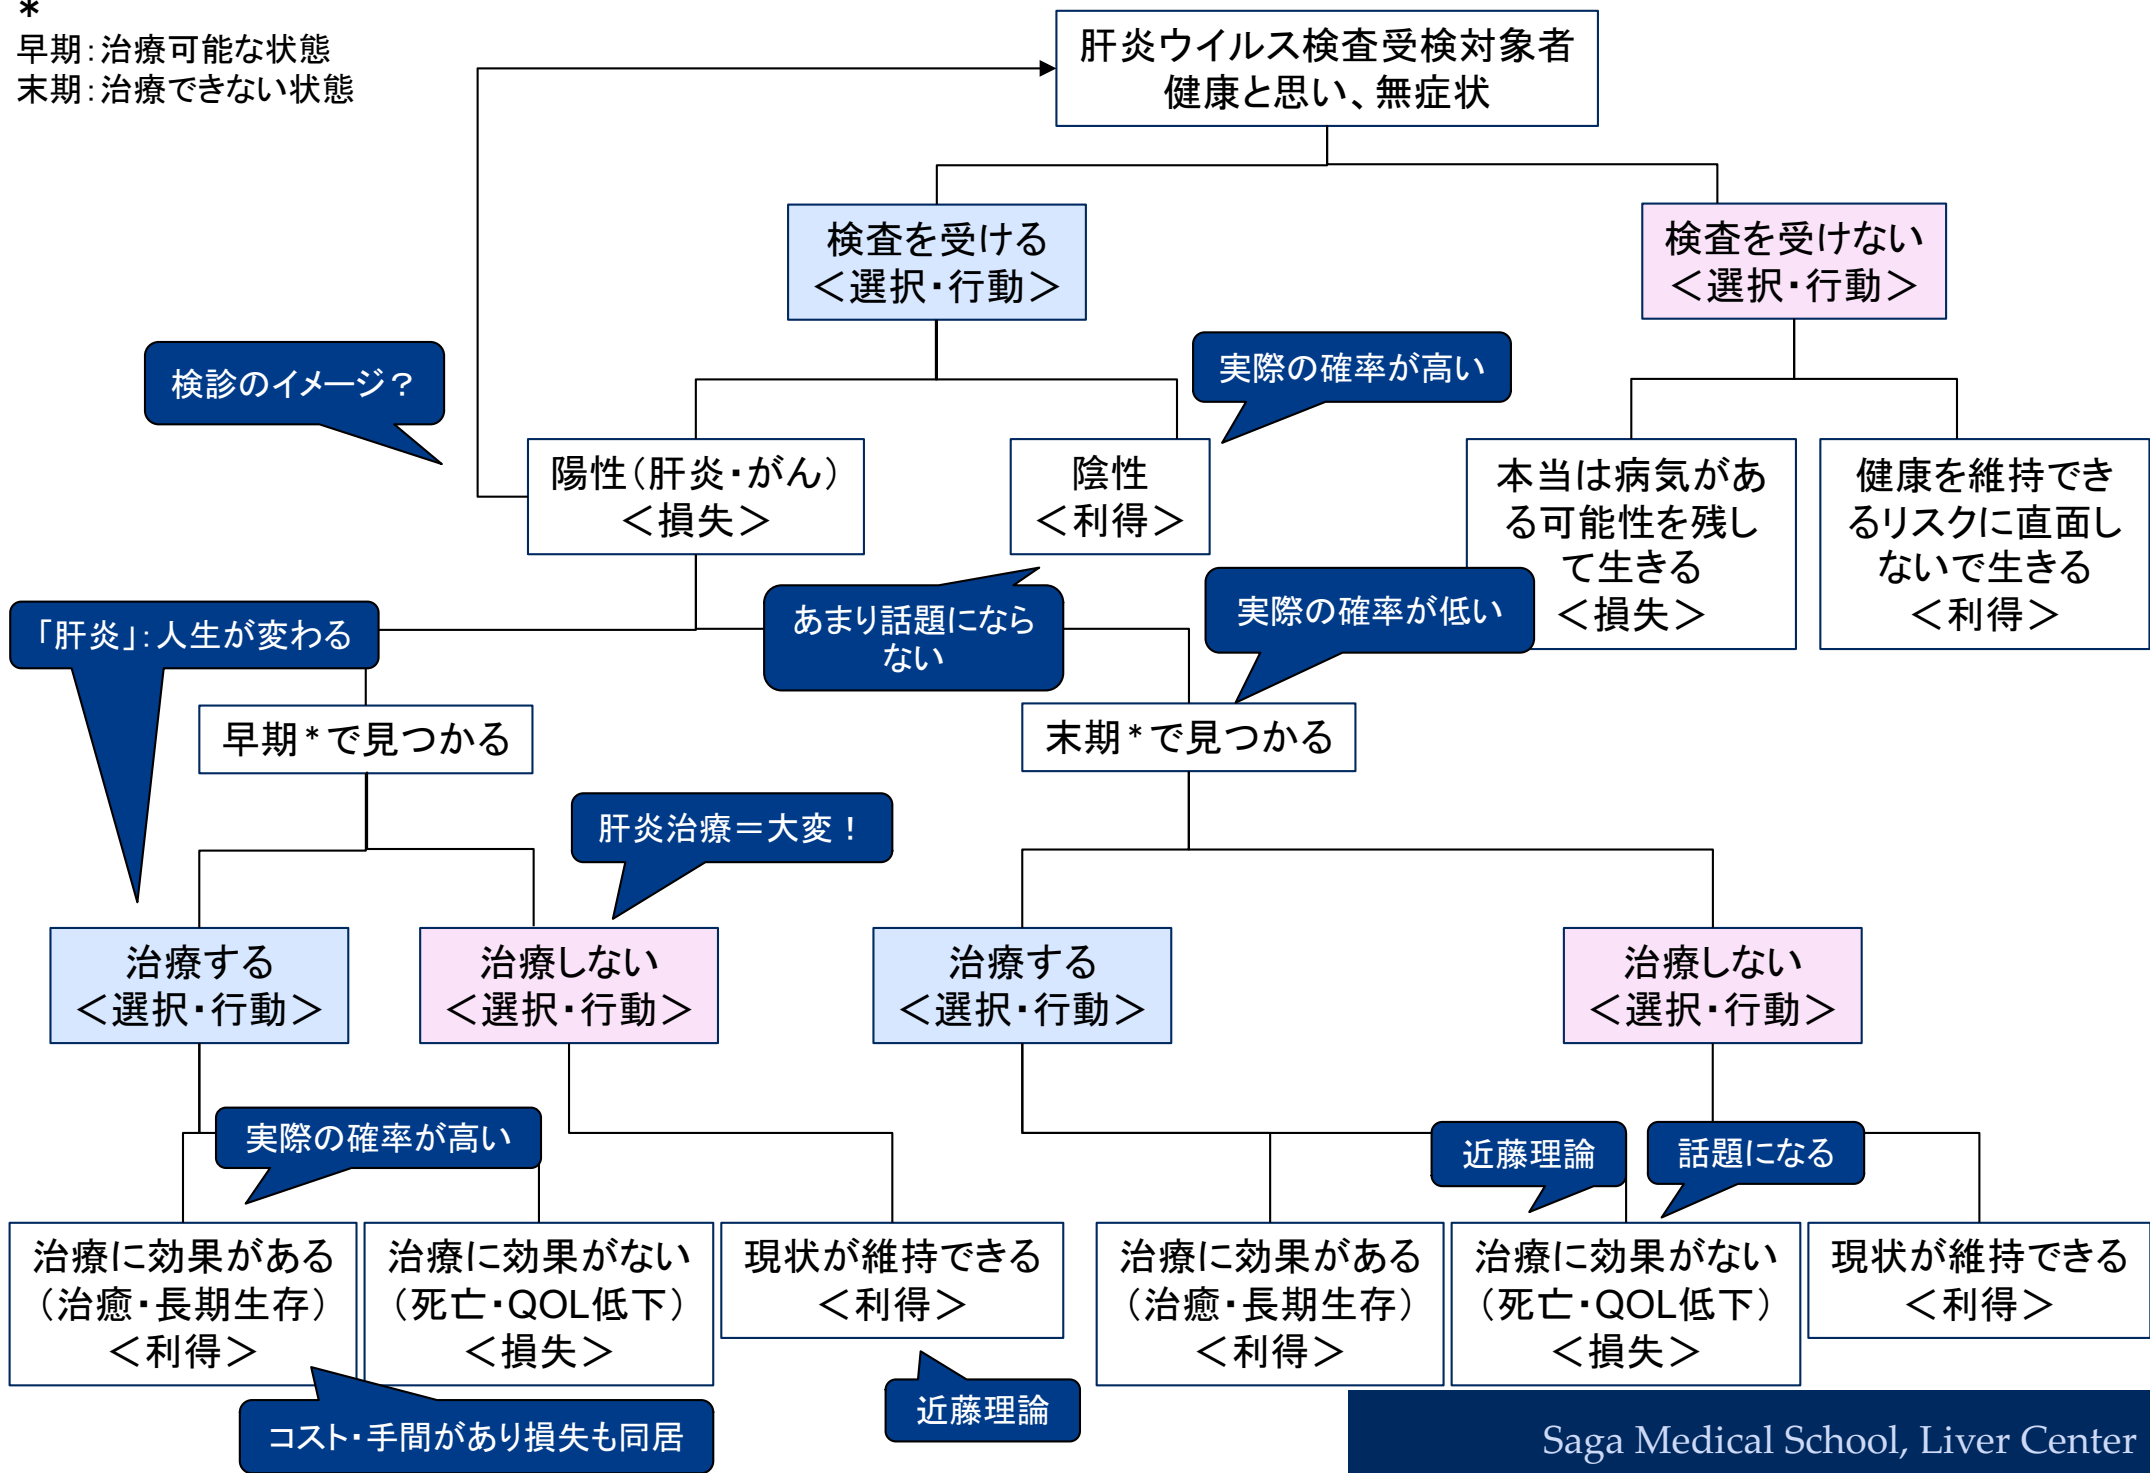 *
早期：治療可能な状態
末期：治療できない状態
肝炎ウイルス検査受検対象者
健康と思い、無症状
検査を受ける
＜選択・行動＞
検査を受けない
＜選択・行動＞
検診のイメージ？
実際の確率が高い
陽性（肝炎・がん）
＜損失＞
陰性
＜利得＞
本当は病気があ
る可能性を残し
て生きる
＜損失＞
健康を維持でき
るリスクに直面し
ないで生きる
＜利得＞
「肝炎」：人生が変わる
あまり話題になら
ない
実際の確率が低い
早期*で見つかる
末期*で見つかる
肝炎治療＝大変！
治療する
＜選択・行動＞
治療しない
＜選択・行動＞
治療する
＜選択・行動＞
治療しない
＜選択・行動＞
実際の確率が高い
近藤理論
話題になる
治療に効果がある
（治癒・長期生存）
＜利得＞
治療に効果がない
（死亡・QOL低下）
＜損失＞
現状が維持できる
＜利得＞
治療に効果がある
（治癒・長期生存）
＜利得＞
治療に効果がない
（死亡・QOL低下）
＜損失＞
現状が維持できる
＜利得＞
コスト・手間があり損失も同居
近藤理論
Saga Medical School, Liver Center